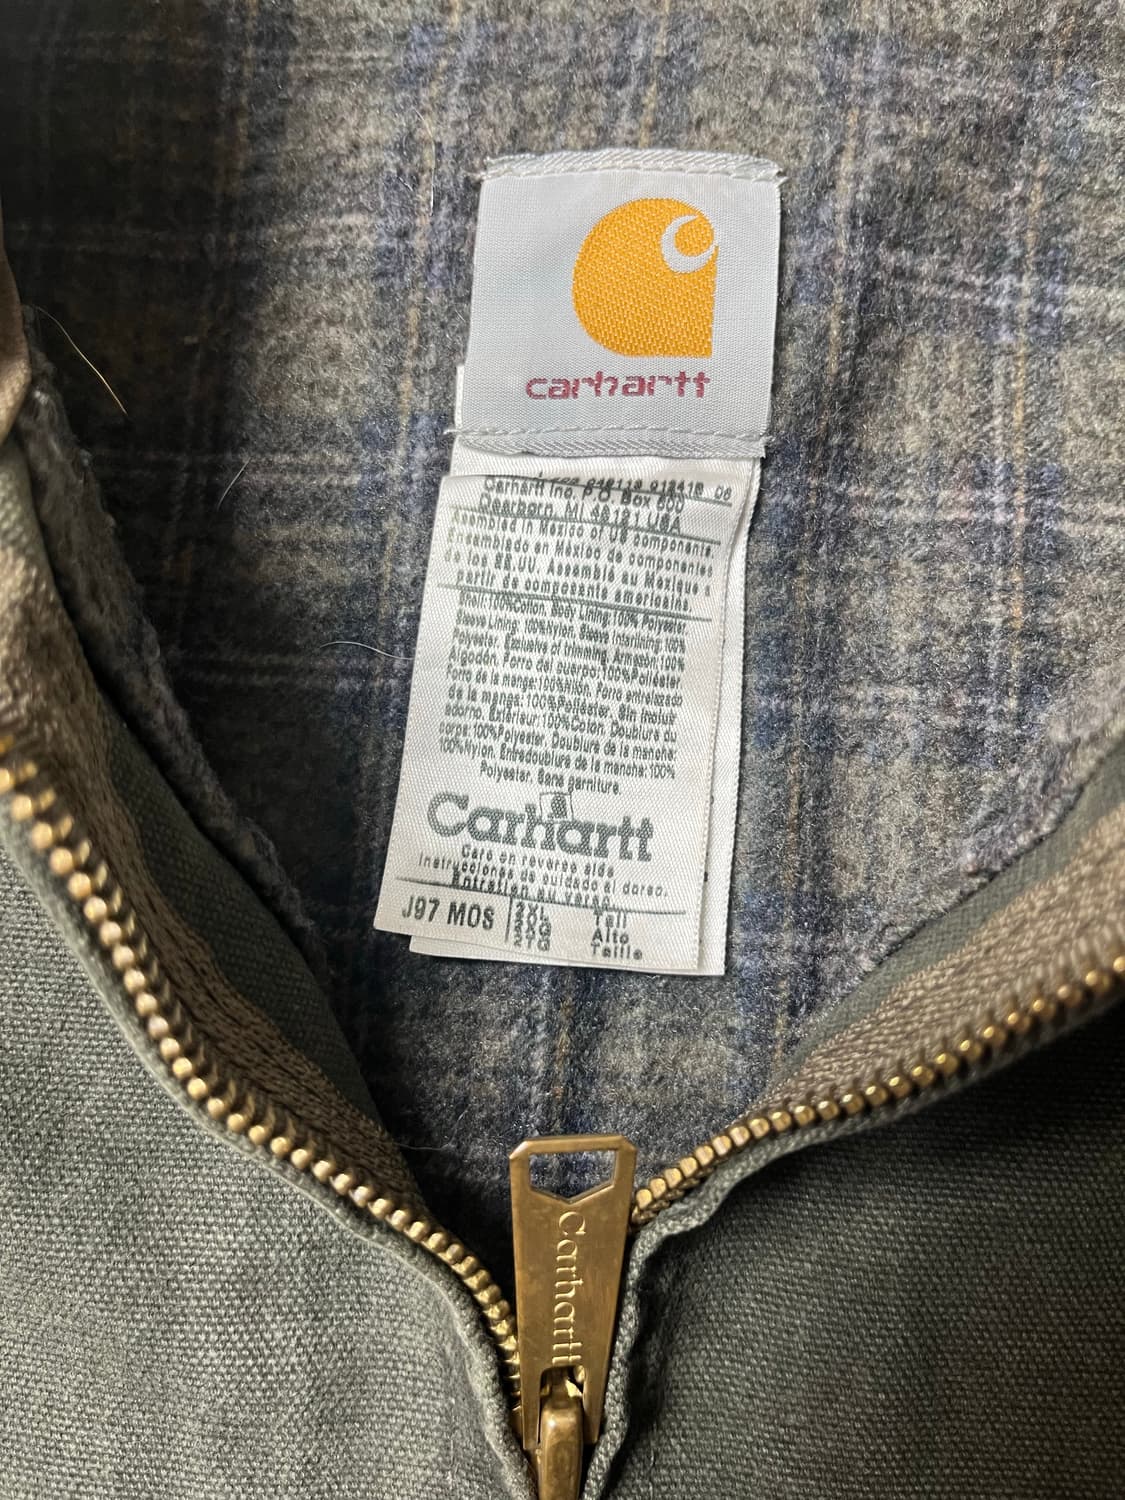 carhartt
Carhartt Inc. P.O. Box 600
Dearborn, MI 48121 USA
Assembled in Mexico of US components
Ensemblado en México de componentes
de los EE.UU. Assemblé au Mexique à
partir de composants americains.
Shell:100%Cotton. Body Lining:100% Polyester.
Sleeve Lining, 100%nylon. Sleeve Interlining:100%
Polyester. Exclusive of trimming. Armazón:100%
Algodón. Forro del cuerpo:100%Poliéster
Forro de la manga:100%Nilón. Forro entrelazado
de la manga:100%Poliéster. Sin incluir
adorno. Extérieur:100%Coton. Doublure du
corps:100%Polyester. Doublure de la manche:
100%Nylon. Entredoublure de la manche:100%
Polyester. Sans garniture.
Carhartt
Care on reverse side
Instrucciones de cuidado al dorso.
Entretien au verso.
J97 MOS 2XL Tall
2XG Alto
2TG Taille
Carhartt